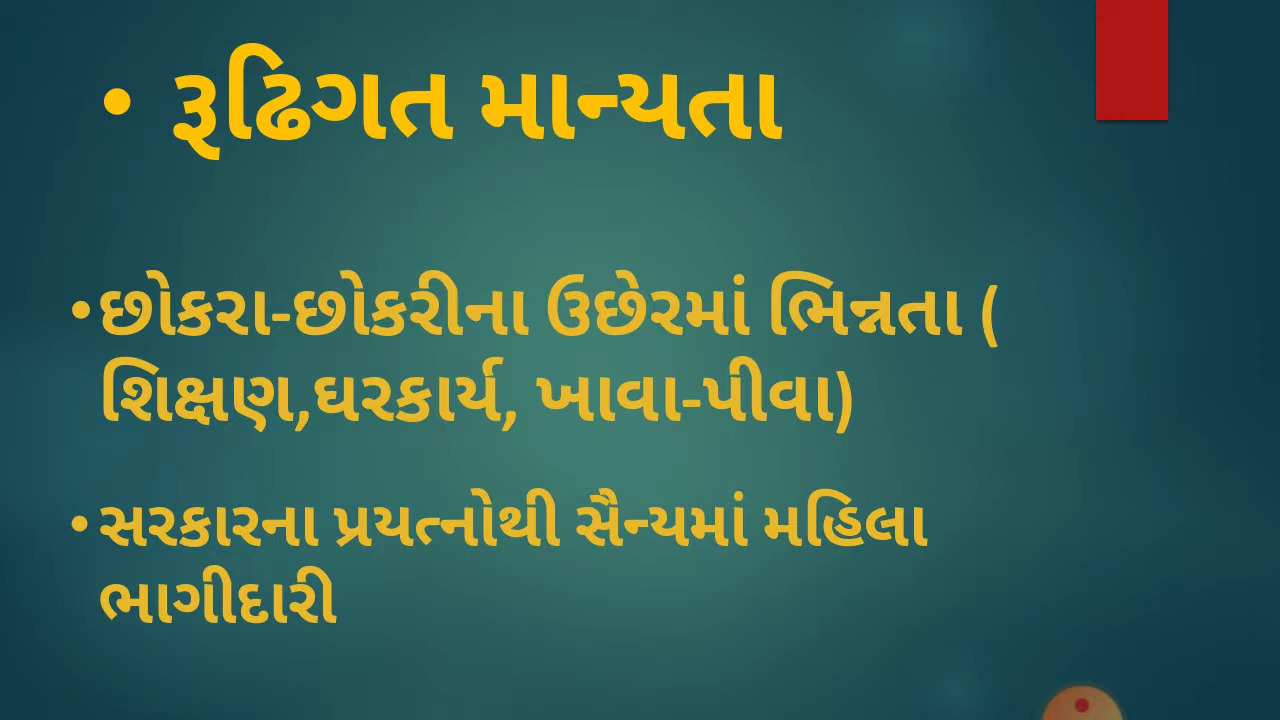 • રૂઢિગત માન્યતા
• છોકરા-છોકરીના ઉછેરમાં ભિન્નતા (
શિક્ષણ,ઘરકાર્ય, ખાવા-પીવા)
• સરકારના પ્રયત્નોથી સૈન્યમાં મહિલા
ભાગીદારી